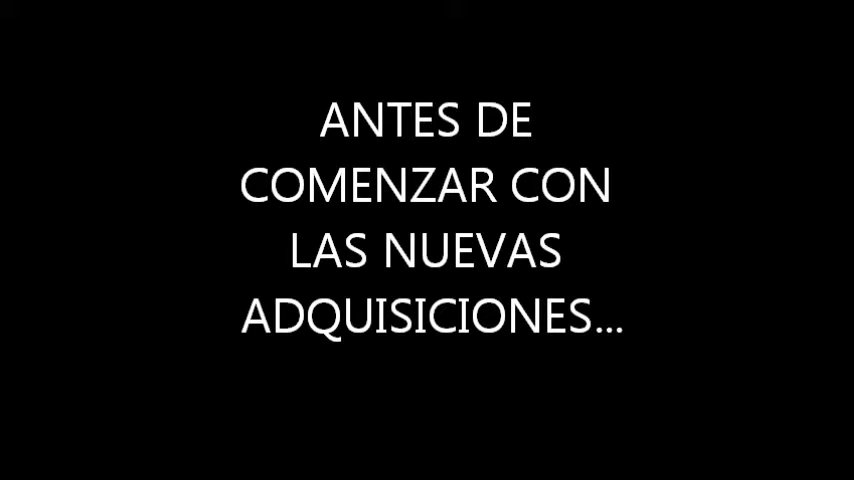 ANTES DE
COMENZAR CON
LAS NUEVAS
ADQUISICIONES...